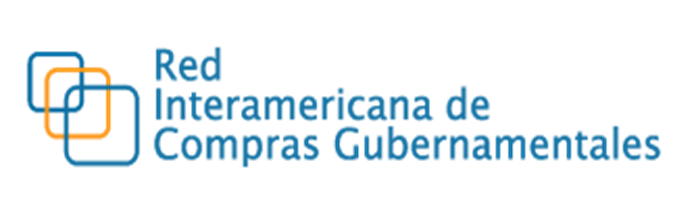 Red
Interamericana de
Compras Gubernamentales